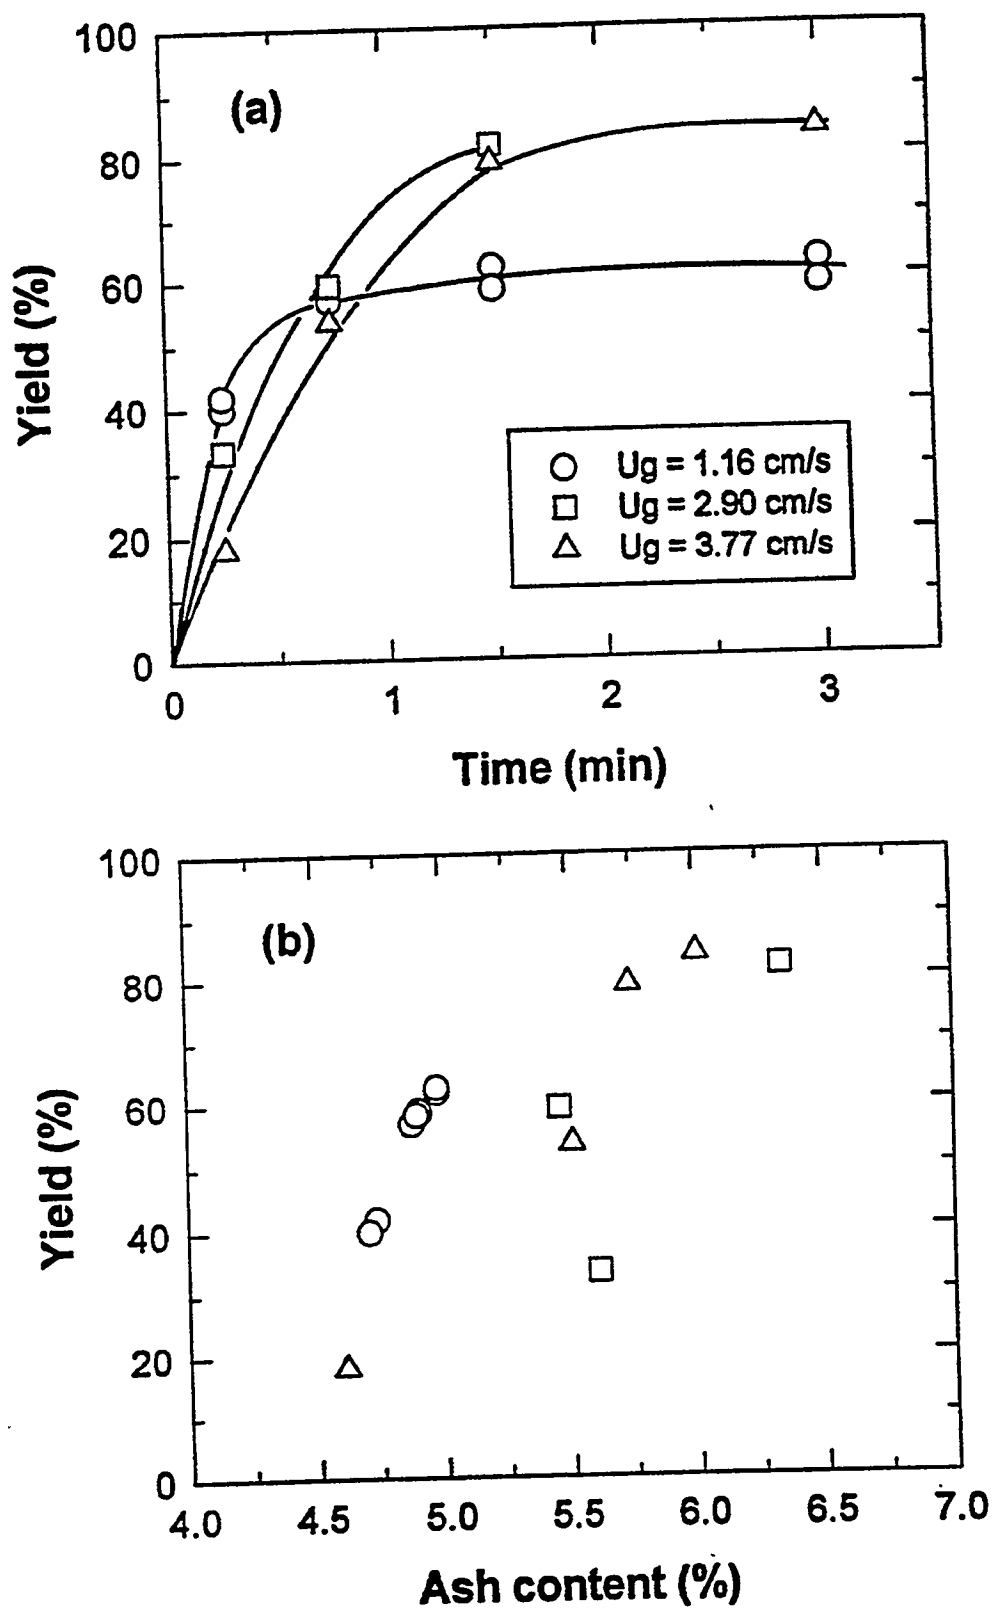 100
(a)
80
60
40
20
0
Yield (%)
Ug = 1.16 cm/s
Ug = 2.90 cm/s
Ug = 3.77 cm/s
0 1 2 3
Time (min)
100
(b)
80
60
40
20
0
Yield (%)
4.0 4.5 5.0 5.5 6.0 6.5 7.0
Ash content (%)